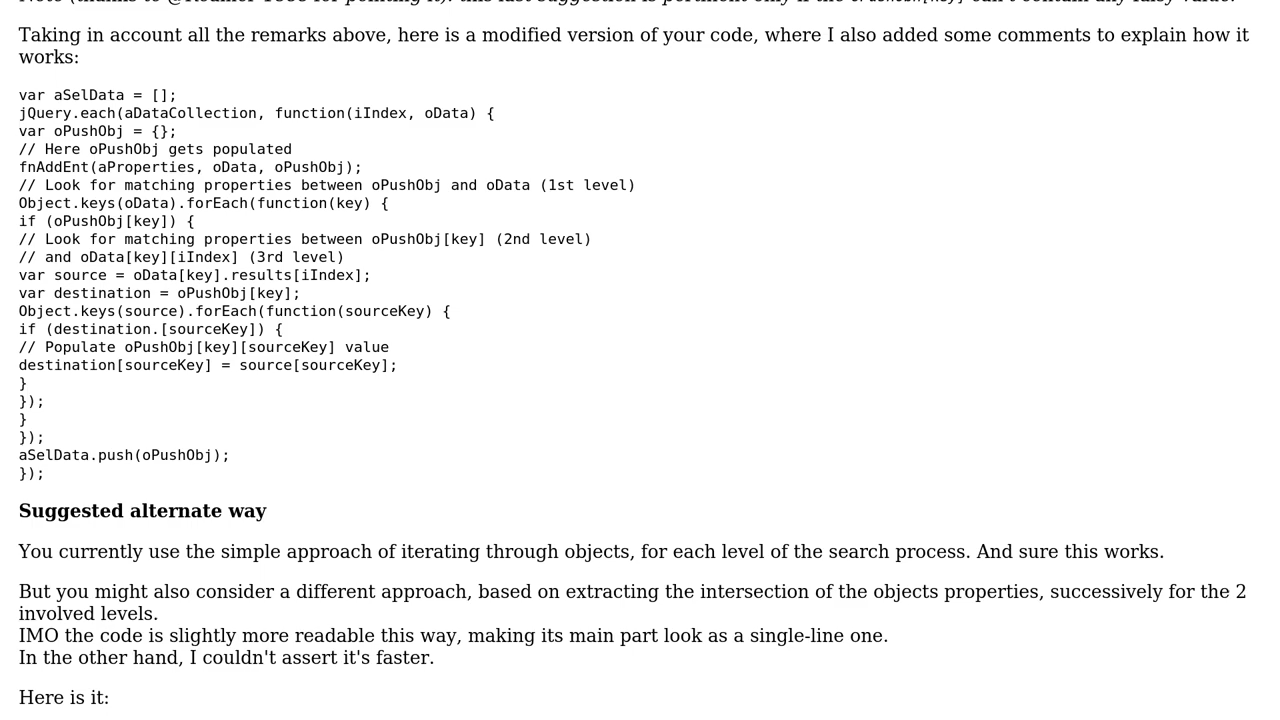 Taking in account all the remarks above, here is a modified version of your code, where I also added some comments to explain how it
works:
var aSelData = [];
jQuery.each(aDataCollection, function(iIndex, oData) {
var oPushObj = {};
// Here oPushObj gets populated
fnAddEnt(aProperties, oData, oPushObj);
// Look for matching properties between oPushObj and oData (1st level)
Object.keys(oData).forEach(function(key) {
if (oPushObj[key]) {
// Look for matching properties between oPushObj[key] (2nd level)
// and oData[key][iIndex] (3rd level)
var source = oData[key].results[iIndex];
var destination = oPushObj[key];
Object.keys(source).forEach(function(sourceKey) {
if (destination.[sourceKey]) {
// Populate oPushObj[key][sourceKey] value
destination[sourceKey] = source[sourceKey];
}
});
}
});
aSelData.push(oPushObj);
});
Suggested alternate way
You currently use the simple approach of iterating through objects, for each level of the search process. And sure this works.
But you might also consider a different approach, based on extracting the intersection of the objects properties, successively for the 2
involved levels.
IMO the code is slightly more readable this way, making its main part look as a single-line one.
In the other hand, I couldn't assert it's faster.
Here is it: